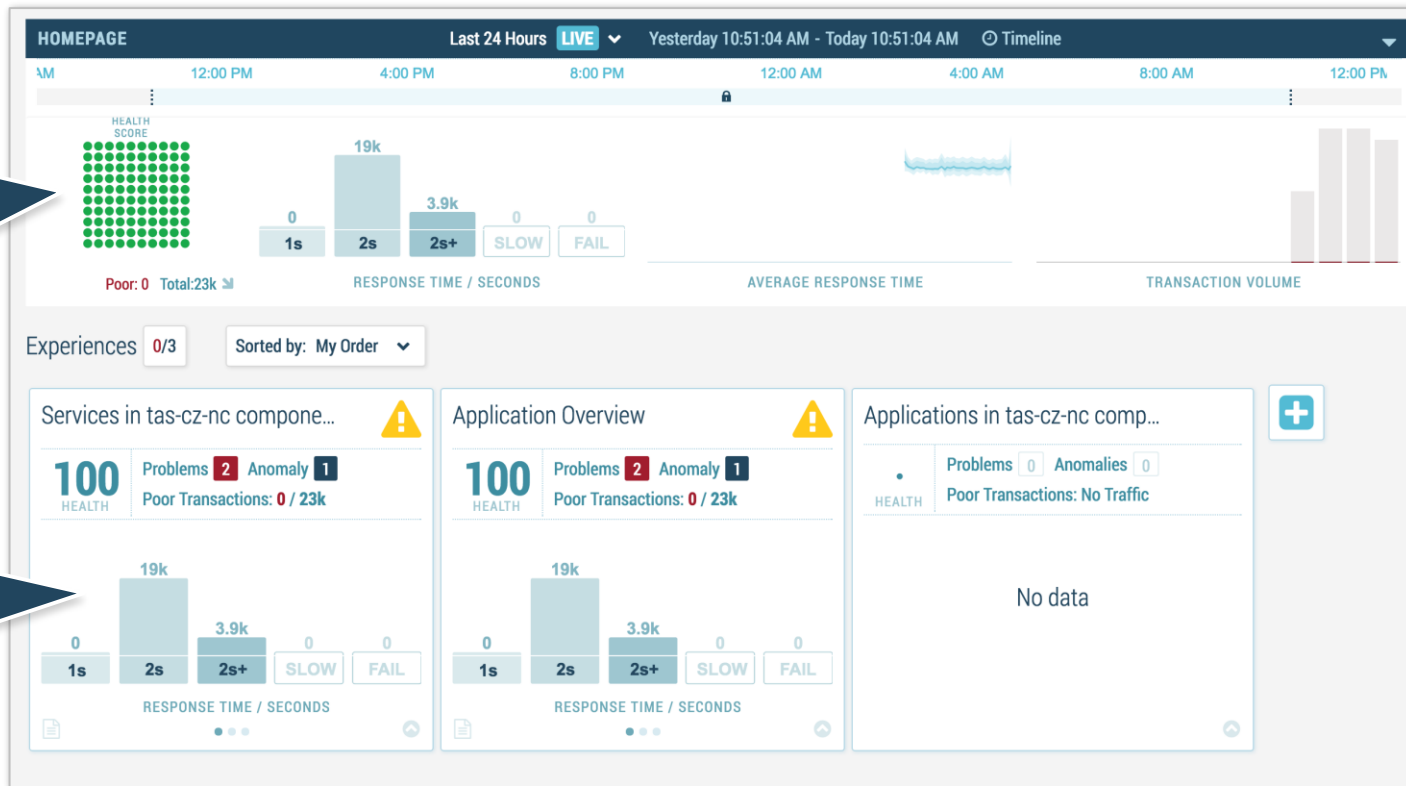 HOMEPAGE Last 24 Hours LIVE Yesterday 10:51:04 AM - Today 10:51:04 AM Timeline
AM 12:00 PM 4:00 PM 8:00 PM 12:00 AM 4:00 AM 8:00 AM 12:00 PM
HEALTH
SCORE
19k
3.9k
0 0 0
1s 2s 2s+ SLOW FAIL
Poor: 0 Total:23k RESPONSE TIME / SECONDS AVERAGE RESPONSE TIME TRANSACTION VOLUME
Experiences 0/3 Sorted by: My Order
Services in tas-cz-nc compone...
100
HEALTH
Problems 2 Anomaly 1
Poor Transactions: 0 / 23k
19k
3.9k
0 0 0
1s 2s 2s+ SLOW FAIL
RESPONSE TIME / SECONDS
Application Overview
100
HEALTH
Problems 2 Anomaly 1
Poor Transactions: 0 / 23k
19k
3.9k
0 0 0
1s 2s 2s+ SLOW FAIL
RESPONSE TIME / SECONDS
Applications in tas-cz-nc comp...
HEALTH
Problems 0 Anomalies 0
Poor Transactions: No Traffic
No data